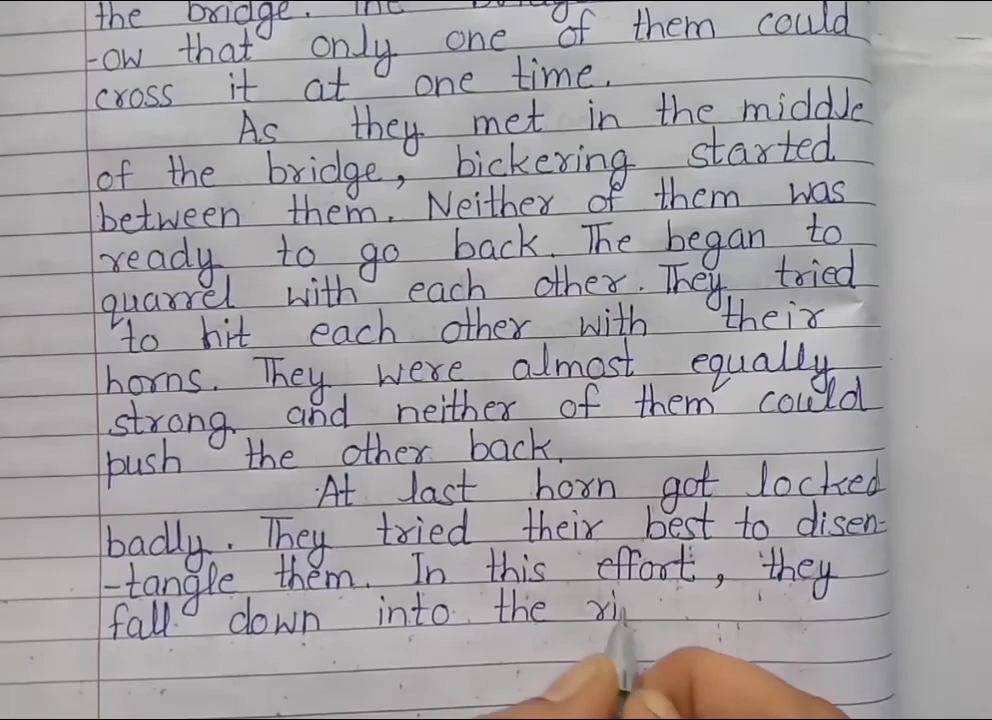 the bridge. The
-ow that only one of them could
cross it at one time.
As they met in the middle
of the bridge, bickering started
between them. Neither of them was
ready to go back. The began to
quarrel with each other. They tried
to hit each other with their
horns. They were almost equally
strong and neither of them could
push the other back.
At last horn got locked
badly. They tried their best to disen-
-tangle them. In this effort, they
fall down into the ri